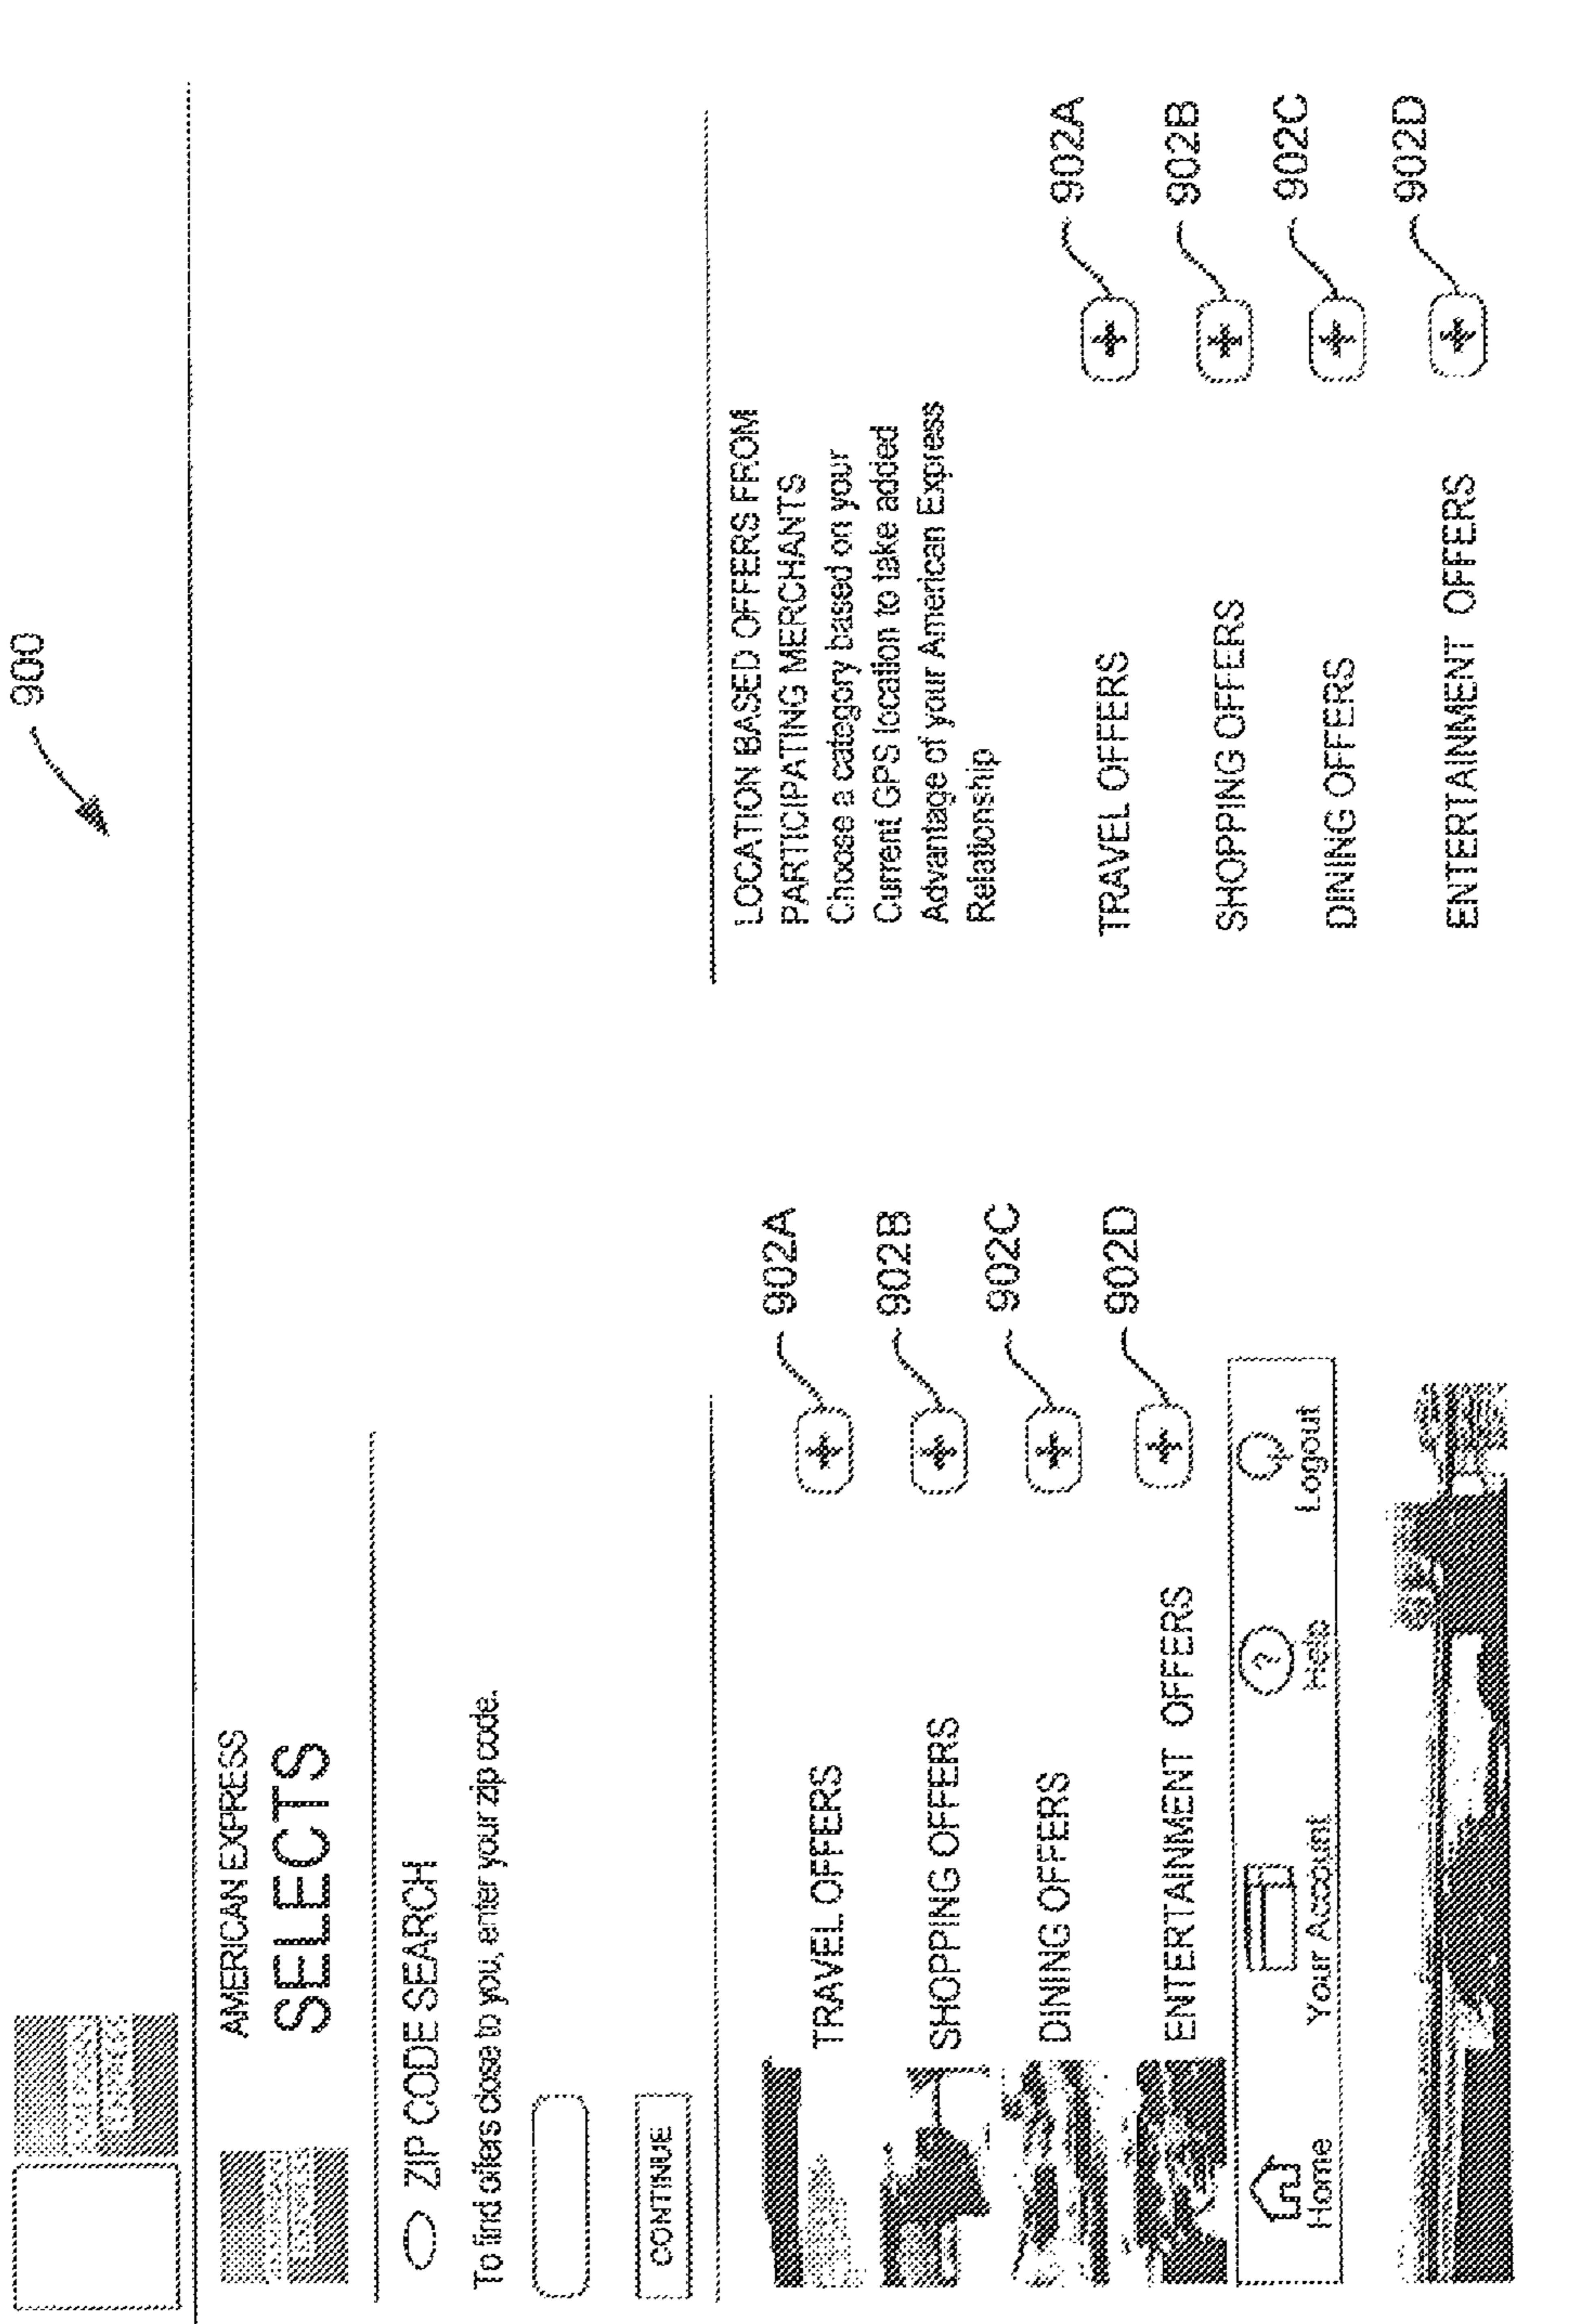 900
AMERICAN EXPRESS
SELECTS
ZIP CODE SEARCH
To find offers close to you, enter your zip code.
CONTINUE
TRAVEL OFFERS
902A
SHOPPING OFFERS
902B
DINING OFFERS
902C
ENTERTAINMENT OFFERS
902D
Home
Your Account
?
Help
Logout
LOCATION BASED OFFERS FROM
PARTICIPATING MERCHANTS
Choose a category based on your
Current GPS location to take added
Advantage of your American Express
Relationship
TRAVEL OFFERS
902A
SHOPPING OFFERS
902B
DINING OFFERS
902C
ENTERTAINMENT OFFERS
902D